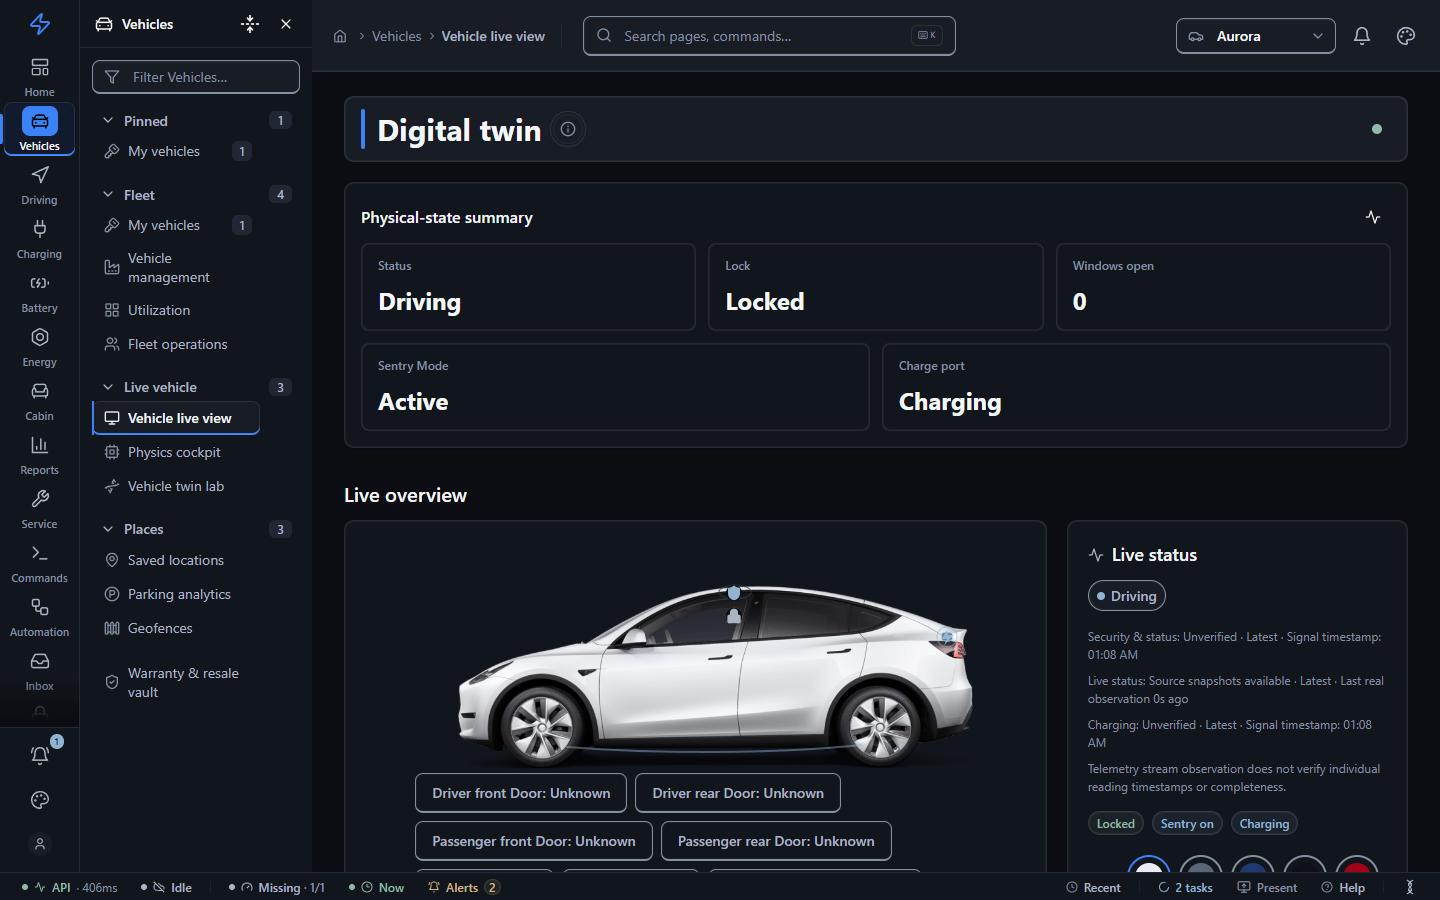 Home
Vehicles
Driving
Charging
Battery
Energy
Cabin
Reports
Service
Commands
Automation
Inbox
1
Vehicles
Filter Vehicles...
Pinned 1
My vehicles 1
Fleet 4
My vehicles 1
Vehicle
management
Utilization
Fleet operations
Live vehicle 3
Vehicle live view
Physics cockpit
Vehicle twin lab
Places 3
Saved locations
Parking analytics
Geofences
Warranty & resale
vault
Vehicles Vehicle live view
Search pages, commands... K
Aurora
Digital twin
Physical-state summary
Status
Driving
Lock
Locked
Windows open
0
Sentry Mode
Active
Charge port
Charging
Live overview
Driver front Door: Unknown
Driver rear Door: Unknown
Passenger front Door: Unknown
Passenger rear Door: Unknown
Live status
Driving
Security & status: Unverified · Latest · Signal timestamp:
01:08 AM
Live status: Source snapshots available · Latest · Last real
observation 0s ago
Charging: Unverified · Latest · Signal timestamp: 01:08
AM
Telemetry stream observation does not verify individual
reading timestamps or completeness.
Locked
Sentry on
Charging
API · 406ms
Idle
Missing · 1/1
Now
Alerts 2
Recent
2 tasks
Present
Help